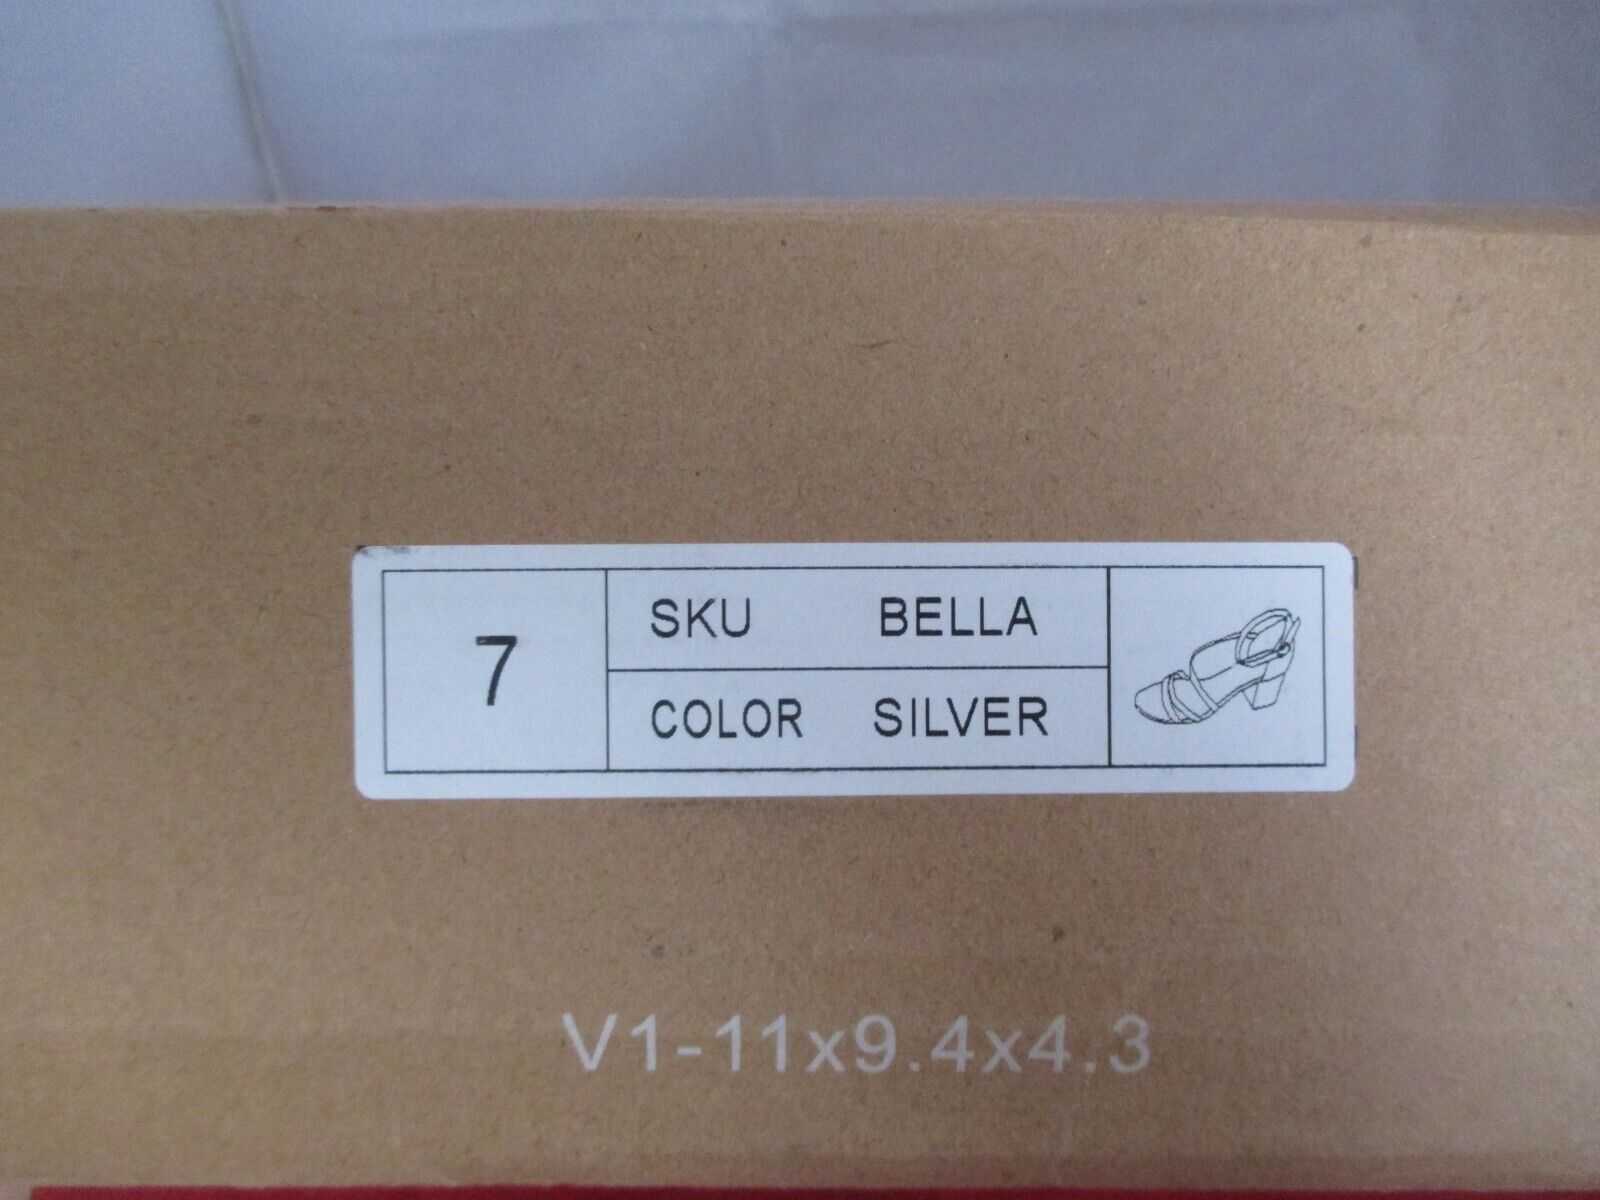 7
SKU BELLA
COLOR SILVER
V1-11x9.4x4.3